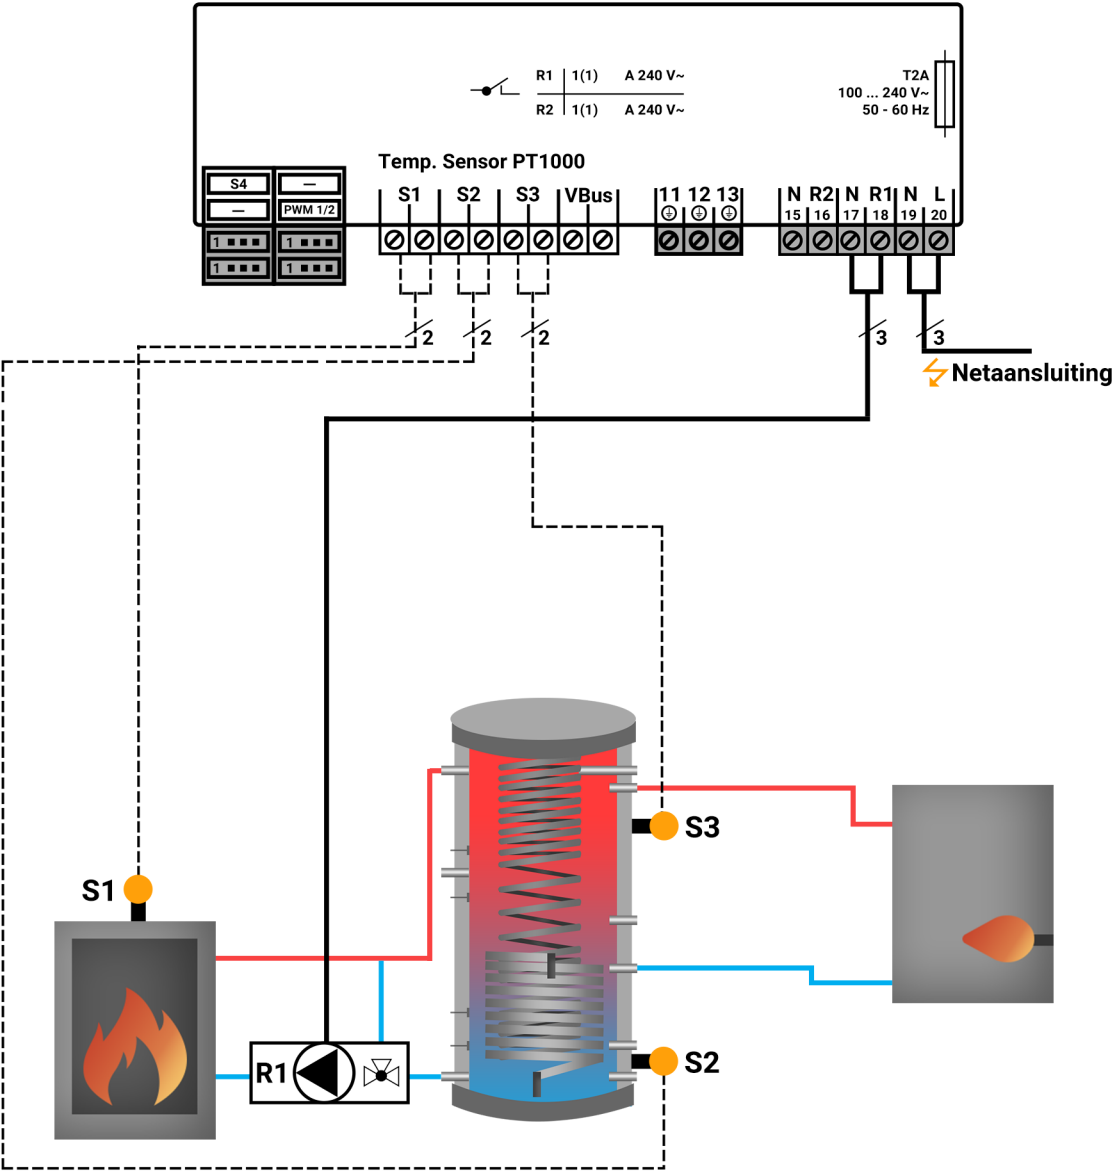 R1 1(1) A 240 V~
R2 1(1) A 240 V~
T2A
100 ... 240 V~
50 - 60 Hz
Temp. Sensor PT1000
S4 —
— PWM 1/2
S1 S2 S3 VBus
11 12 13
N R2 N R1 N L
15 16 17 18 19 20
1 1
1 1
2 2 2 3 3
Netaansluiting
S3
S1
S2
R1